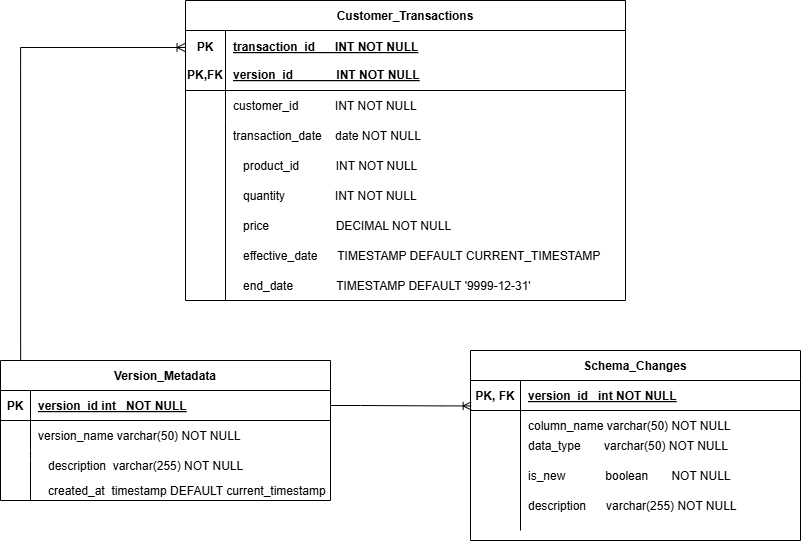 Customer_Transactions
PK transaction_id INT NOT NULL
PK,FK version_id INT NOT NULL
customer_id INT NOT NULL
transaction_date date NOT NULL
product_id INT NOT NULL
quantity INT NOT NULL
price DECIMAL NOT NULL
effective_date TIMESTAMP DEFAULT CURRENT_TIMESTAMP
end_date TIMESTAMP DEFAULT '9999-12-31'
Version_Metadata
PK version_id int NOT NULL
version_name varchar(50) NOT NULL
description varchar(255) NOT NULL
created_at timestamp DEFAULT current_timestamp
Schema_Changes
PK, FK version_id int NOT NULL
column_name varchar(50) NOT NULL
data_type varchar(50) NOT NULL
is_new boolean NOT NULL
description varchar(255) NOT NULL